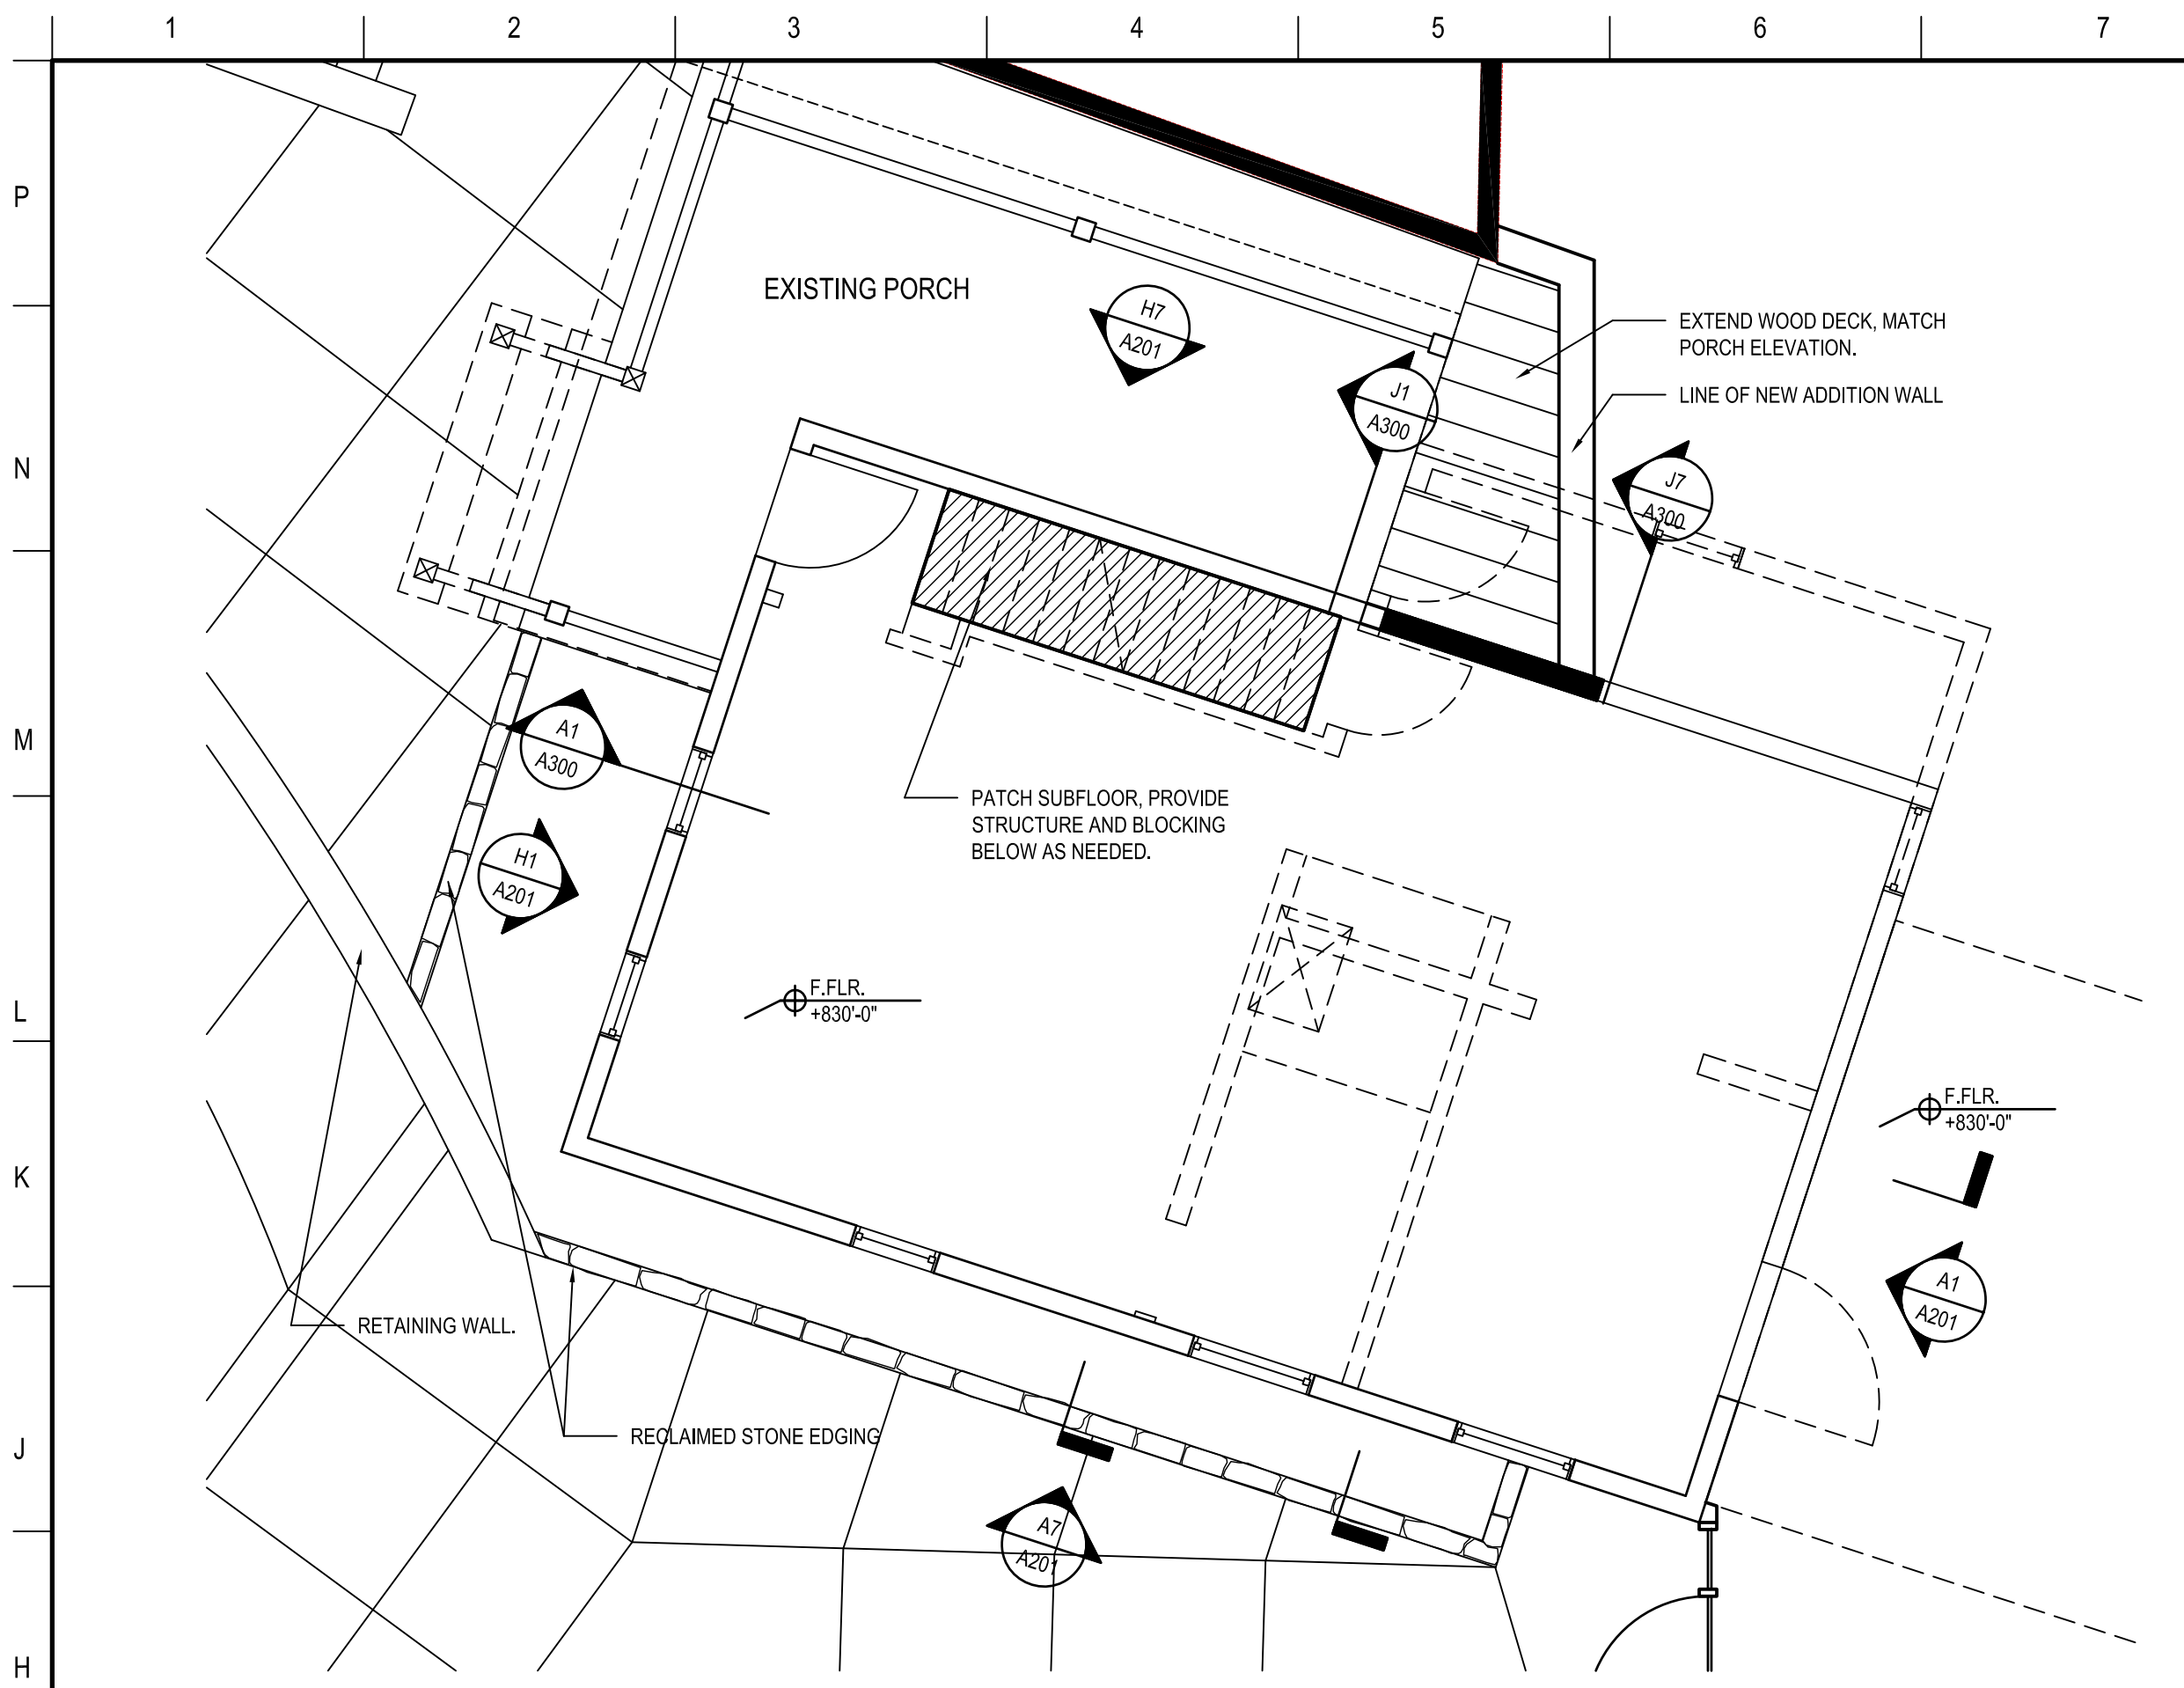 1 2 3 4 5 6 7
P
EXISTING PORCH
H7
A201
EXTEND WOOD DECK, MATCH
PORCH ELEVATION.
J1
A300
LINE OF NEW ADDITION WALL
N
J7
A300
M
A1
A300
PATCH SUBFLOOR, PROVIDE
STRUCTURE AND BLOCKING
BELOW AS NEEDED.
H1
A201
L
F.FLR.
+830'-0"
F.FLR.
+830'-0"
K
A1
A201
RETAINING WALL.
RECLAIMED STONE EDGING
J
A7
A201
H